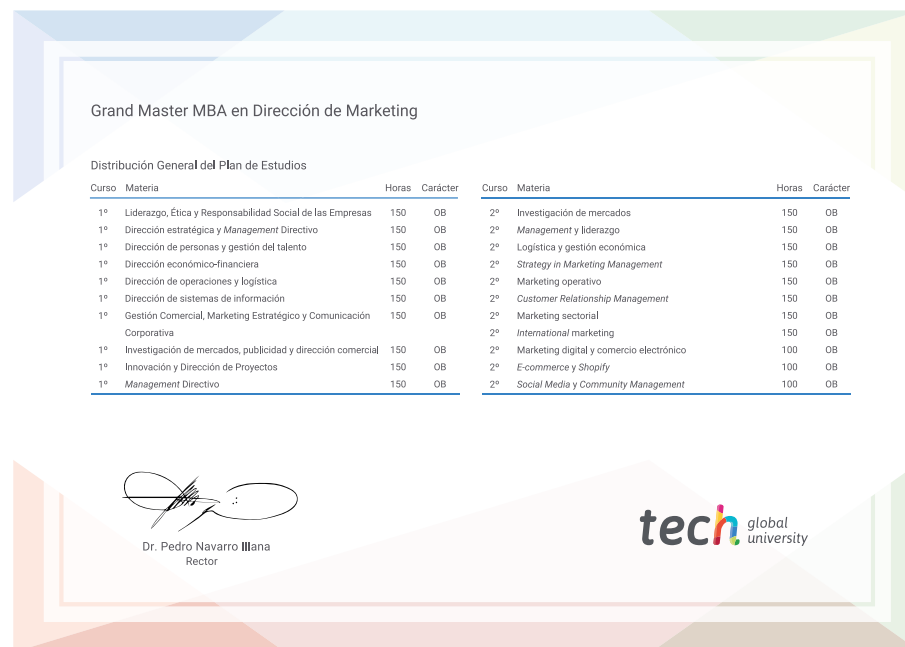 Grand Master MBA en Dirección de Marketing
Distribución General del Plan de Estudios
Curso Materia Horas Carácter
1º Liderazgo, Ética y Responsabilidad Social de las Empresas 150 OB
1º Dirección estratégica y Management Directivo 150 OB
1º Dirección de personas y gestión del talento 150 OB
1º Dirección económico-financiera 150 OB
1º Dirección de operaciones y logística 150 OB
1º Dirección de sistemas de información 150 OB
1º Gestión Comercial, Marketing Estratégico y Comunicación 150 OB
Corporativa
1º Investigación de mercados, publicidad y dirección comercial 150 OB
1º Innovación y Dirección de Proyectos 150 OB
1º Management Directivo 150 OB
Curso Materia Horas Carácter
2º Investigación de mercados 150 OB
2º Management y liderazgo 150 OB
2º Logística y gestión económica 150 OB
2º Strategy in Marketing Management 150 OB
2º Marketing operativo 150 OB
2º Customer Relationship Management 150 OB
2º Marketing sectorial 150 OB
2º International marketing 150 OB
2º Marketing digital y comercio electrónico 100 OB
2º E-commerce y Shopify 100 OB
2º Social Media y Community Management 100 OB
Dr. Pedro Navarro Illana
Rector
tech global
university